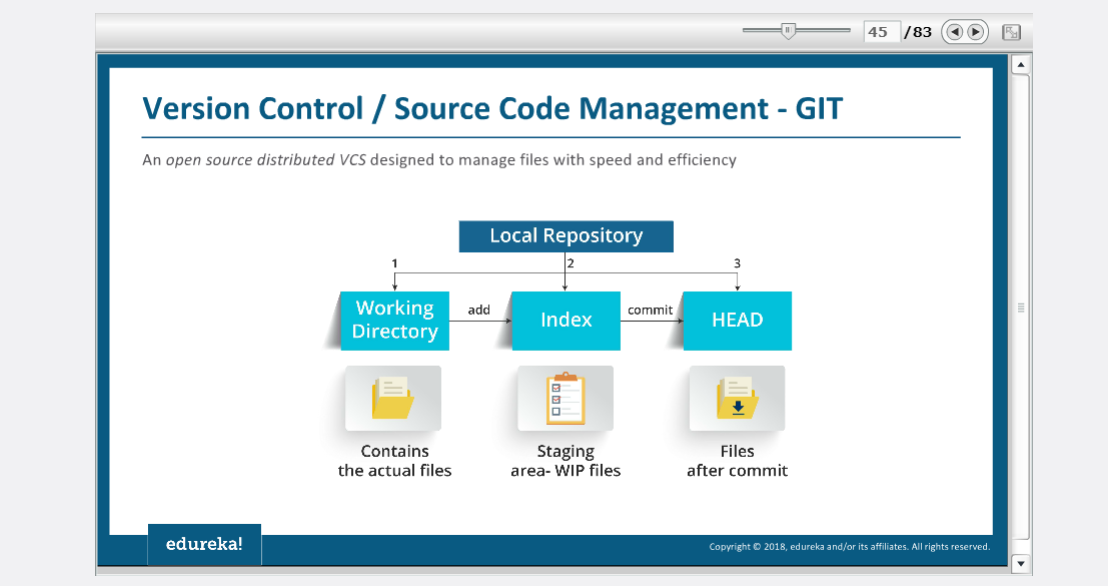 45 /83
Version Control / Source Code Management - GIT
An open source distributed VCS designed to manage files with speed and efficiency
Local Repository
1
2
3
Working
Directory
add
Index
commit
HEAD
Contains
the actual files
Staging
area- WIP files
Files
after commit
edureka!
Copyright © 2018, edureka and/or its affiliates. All rights reserved.